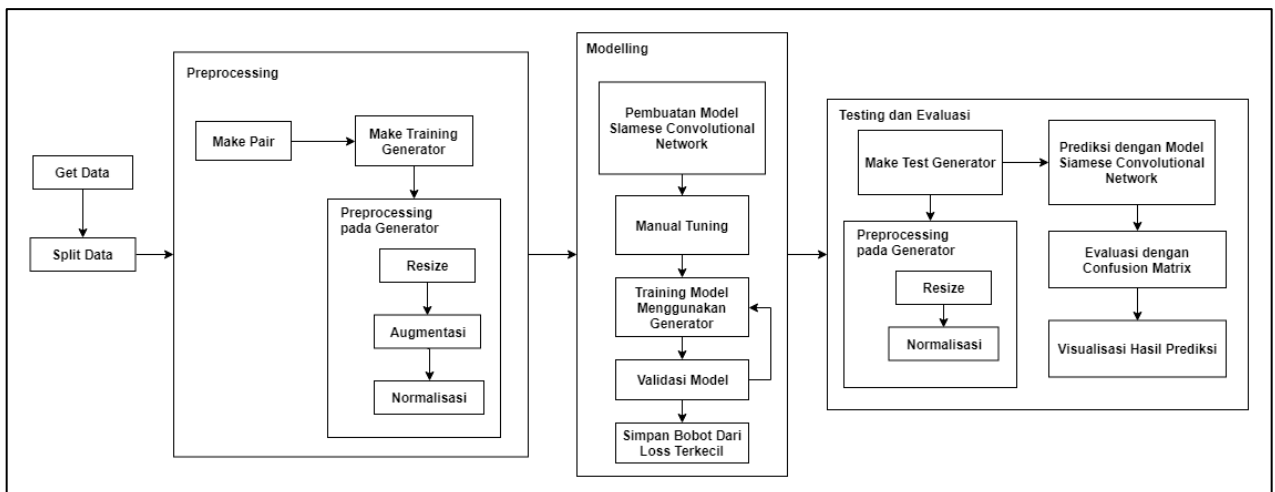 Get Data
Split Data
Preprocessing
Make Pair
Make Training
Generator
Preprocessing
pada Generator
Resize
Augmentasi
Normalisasi
Modelling
Pembuatan Model
Siamese Convolutional
Network
Manual Tuning
Training Model
Menggunakan
Generator
Validasi Model
Simpan Bobot Dari
Loss Terkecil
Testing dan Evaluasi
Make Test Generator
Preprocessing
pada Generator
Resize
Normalisasi
Prediksi dengan Model
Siamese Convolutional
Network
Evaluasi dengan
Confusion Matrix
Visualisasi Hasil Prediksi